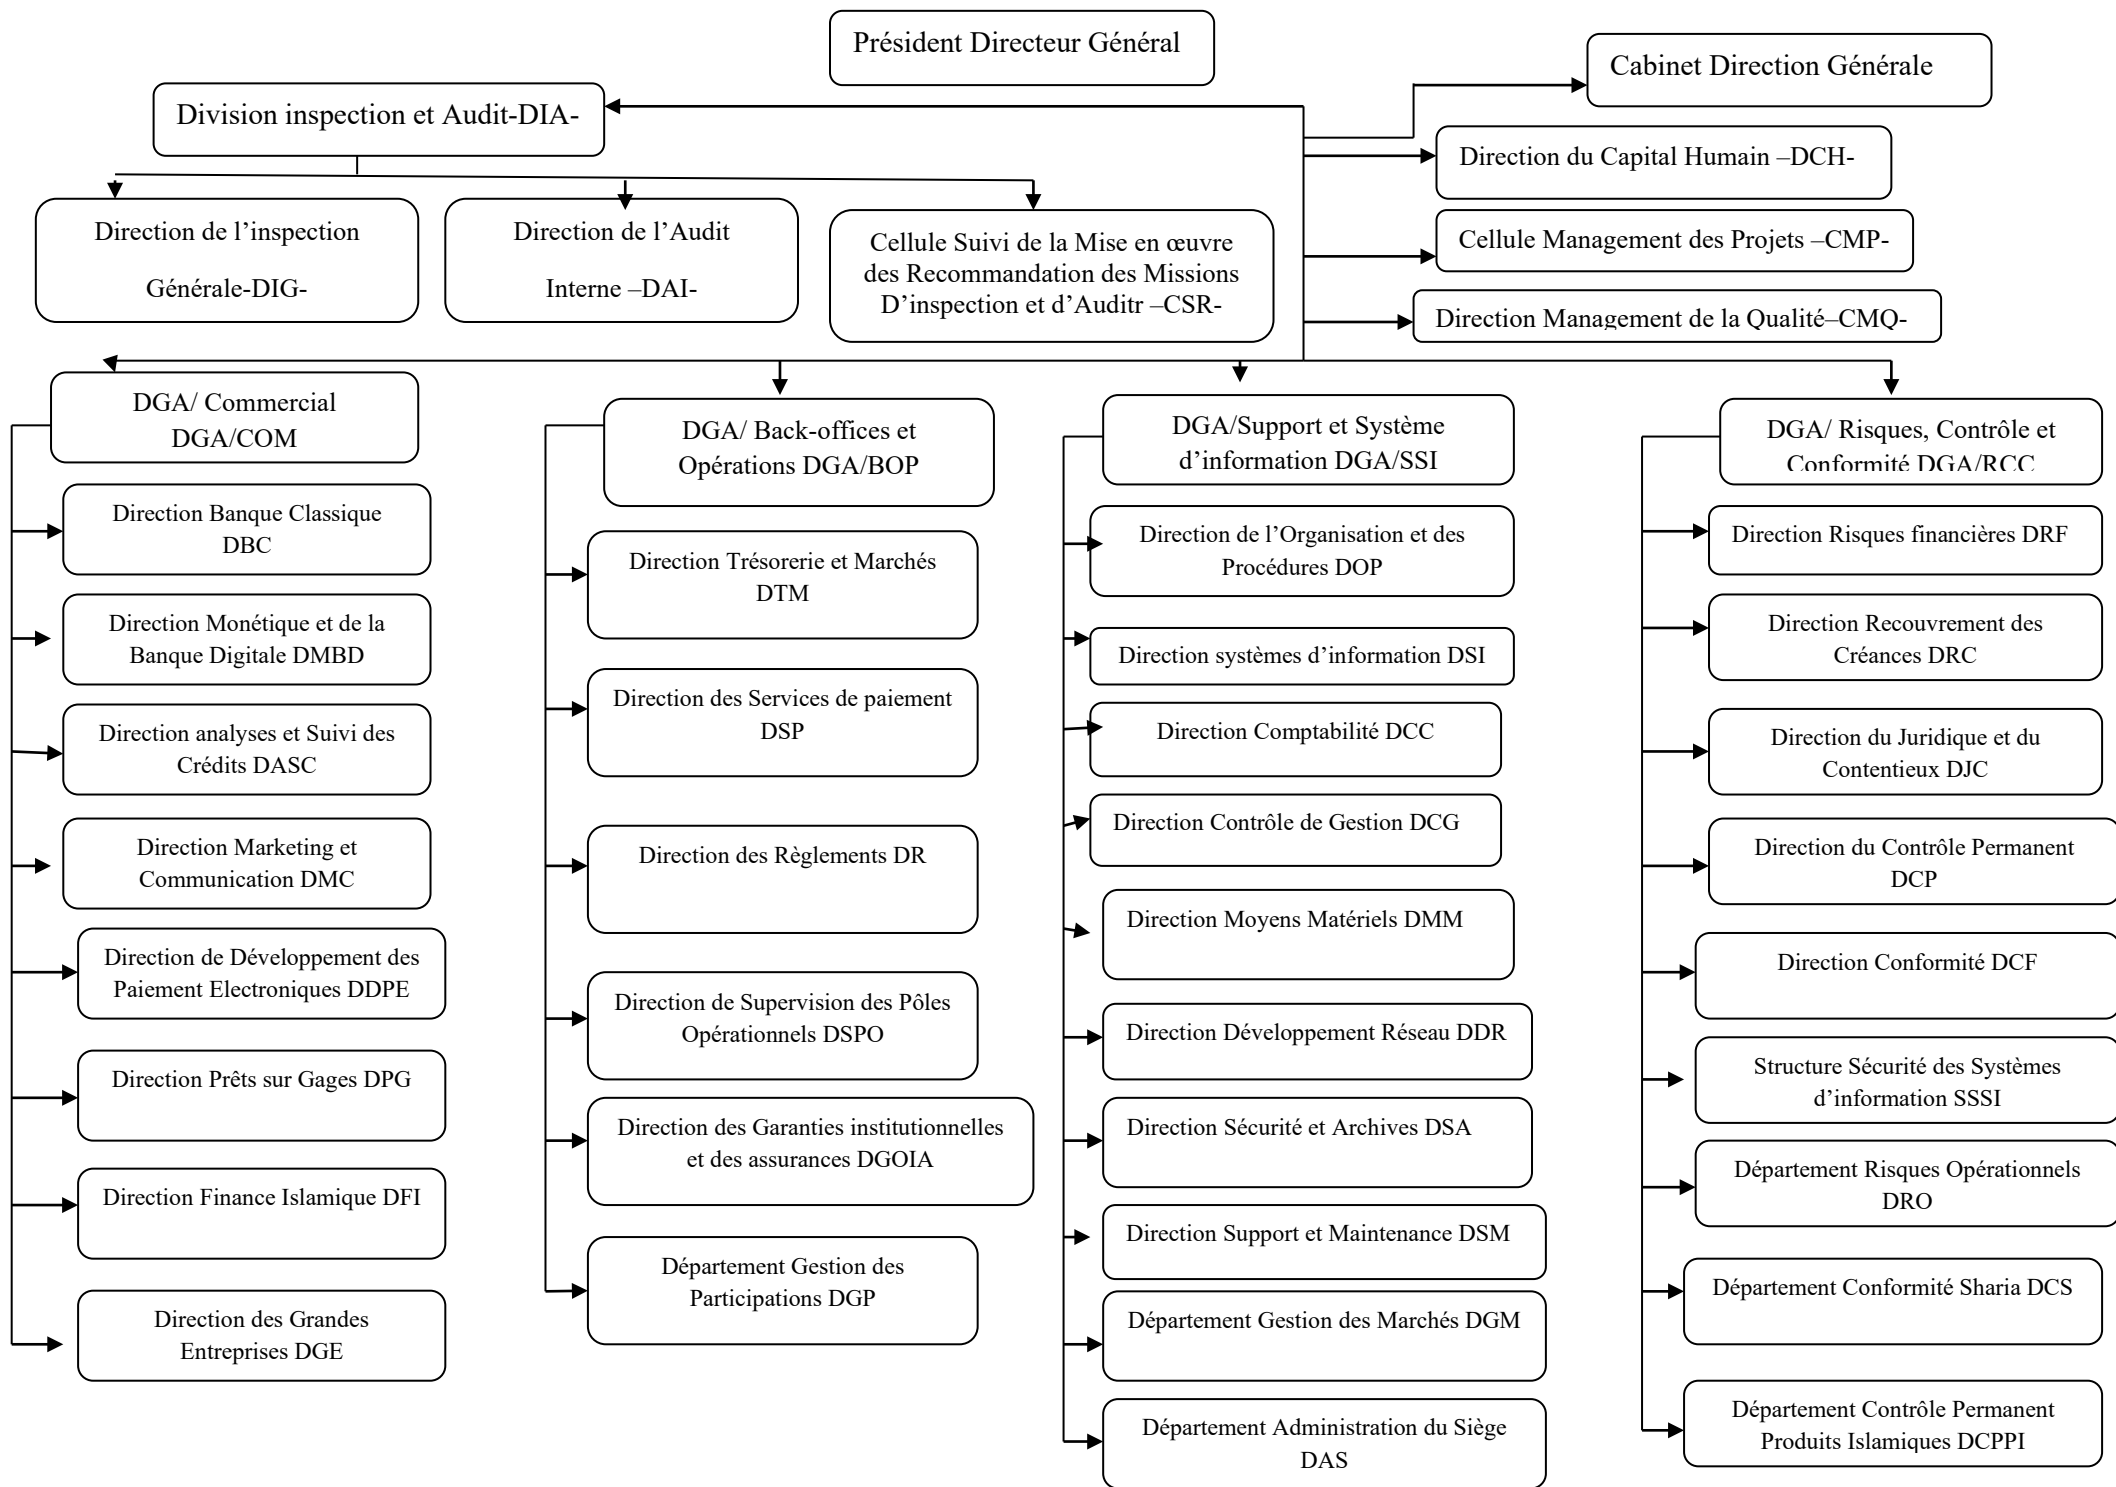 Président Directeur Général
Cabinet Direction Générale
Division inspection et Audit-DIA-
Direction du Capital Humain –DCH-
Direction de l’inspection
Générale-DIG-
Direction de l’Audit
Interne –DAI-
Cellule Suivi de la Mise en œuvre
des Recommandation des Missions
D’inspection et d’Auditr –CSR-
Cellule Management des Projets –CMP-
Direction Management de la Qualité–CMQ-
DGA/ Commercial
DGA/COM
Direction Banque Classique
DBC
Direction Monétique et de la
Banque Digitale DMBD
Direction analyses et Suivi des
Crédits DASC
Direction Marketing et
Communication DMC
Direction de Développement des
Paiement Electroniques DDPE
Direction Prêts sur Gages DPG
Direction Finance Islamique DFI
Direction des Grandes
Entreprises DGE
DGA/ Back-offices et
Opérations DGA/BOP
Direction Trésorerie et Marchés
DTM
Direction des Services de paiement
DSP
Direction des Règlements DR
Direction de Supervision des Pôles
Opérationnels DSPO
Direction des Garanties institutionnelles
et des assurances DGOIA
Département Gestion des
Participations DGP
DGA/Support et Système
d’information DGA/SSI
Direction de l’Organisation et des
Procédures DOP
Direction systèmes d’information DSI
Direction Comptabilité DCC
Direction Contrôle de Gestion DCG
Direction Moyens Matériels DMM
Direction Développement Réseau DDR
Direction Sécurité et Archives DSA
Direction Support et Maintenance DSM
Département Gestion des Marchés DGM
Département Administration du Siège
DAS
DGA/ Risques, Contrôle et
Conformité DGA/RCC
Direction Risques financières DRF
Direction Recouvrement des
Créances DRC
Direction du Juridique et du
Contentieux DJC
Direction du Contrôle Permanent
DCP
Direction Conformité DCF
Structure Sécurité des Systèmes
d’information SSSI
Département Risques Opérationnels
DRO
Département Conformité Sharia DCS
Département Contrôle Permanent
Produits Islamiques DCPPI